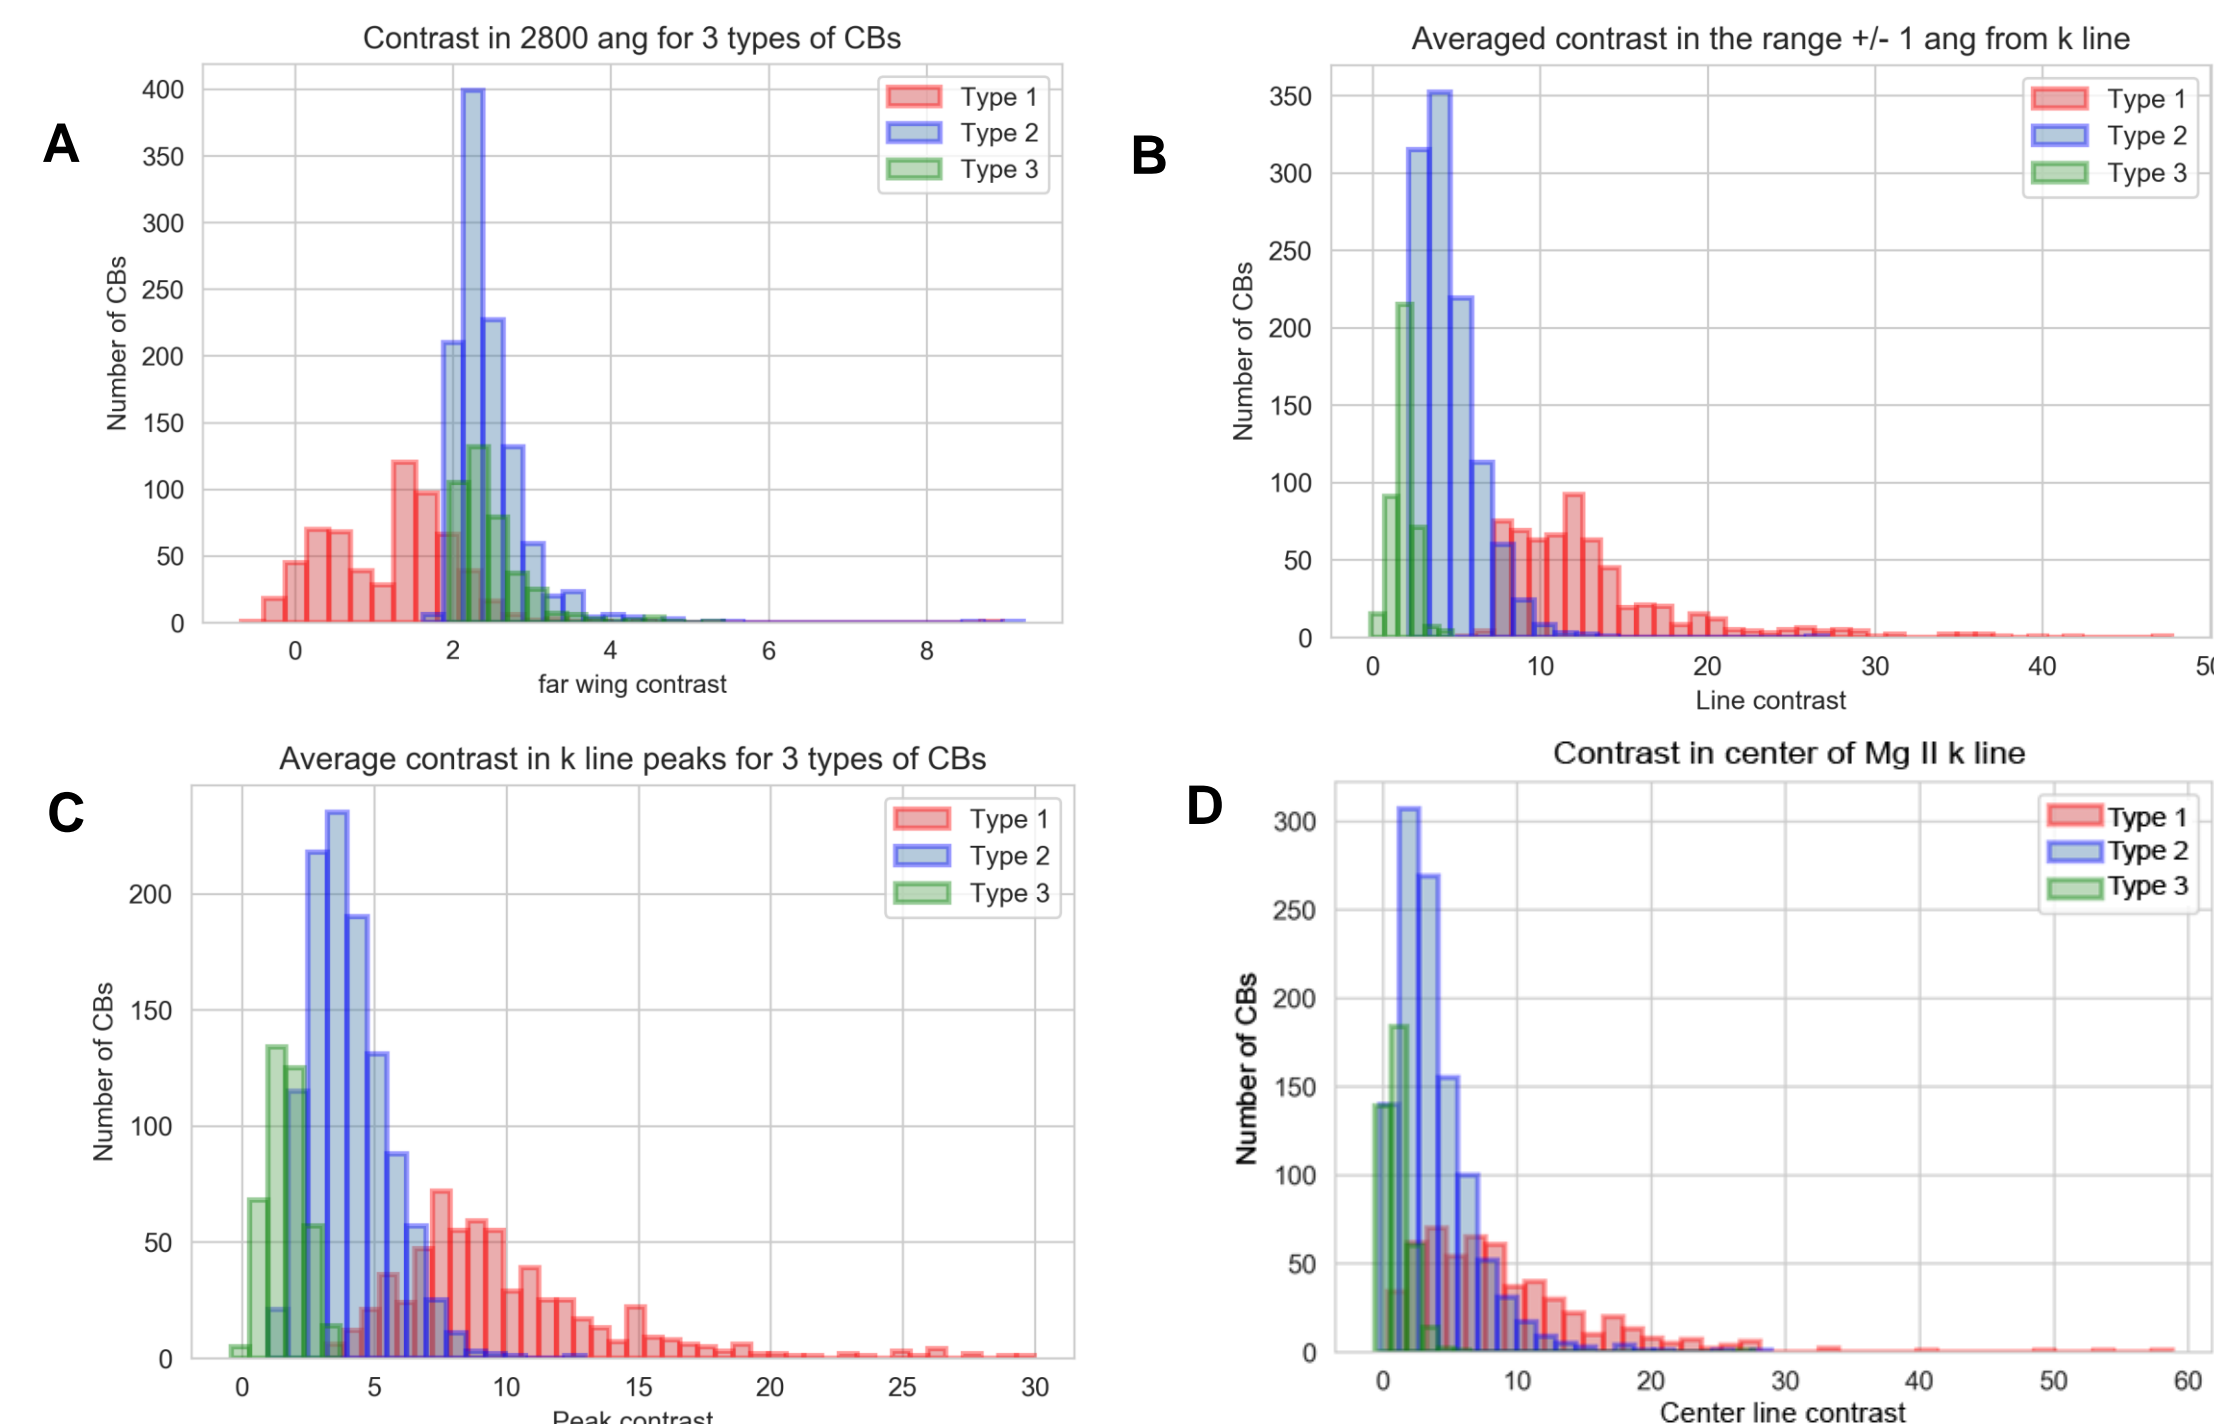 A
Contrast in 2800 ang for 3 types of CBs
Number of CBs
400
350
300
250
200
150
100
50
0
0 2 4 6 8
far wing contrast
Type 1
Type 2
Type 3
B
Averaged contrast in the range +/- 1 ang from k line
Number of CBs
350
300
250
200
150
100
50
0
0 10 20 30 40 50
Line contrast
Type 1
Type 2
Type 3
C
Average contrast in k line peaks for 3 types of CBs
Number of CBs
200
150
100
50
0
0 5 10 15 20 25 30
Peak contrast
Type 1
Type 2
Type 3
D
Contrast in center of Mg II k line
Number of CBs
300
250
200
150
100
50
0
0 10 20 30 40 50 60
Center line contrast
Type 1
Type 2
Type 3